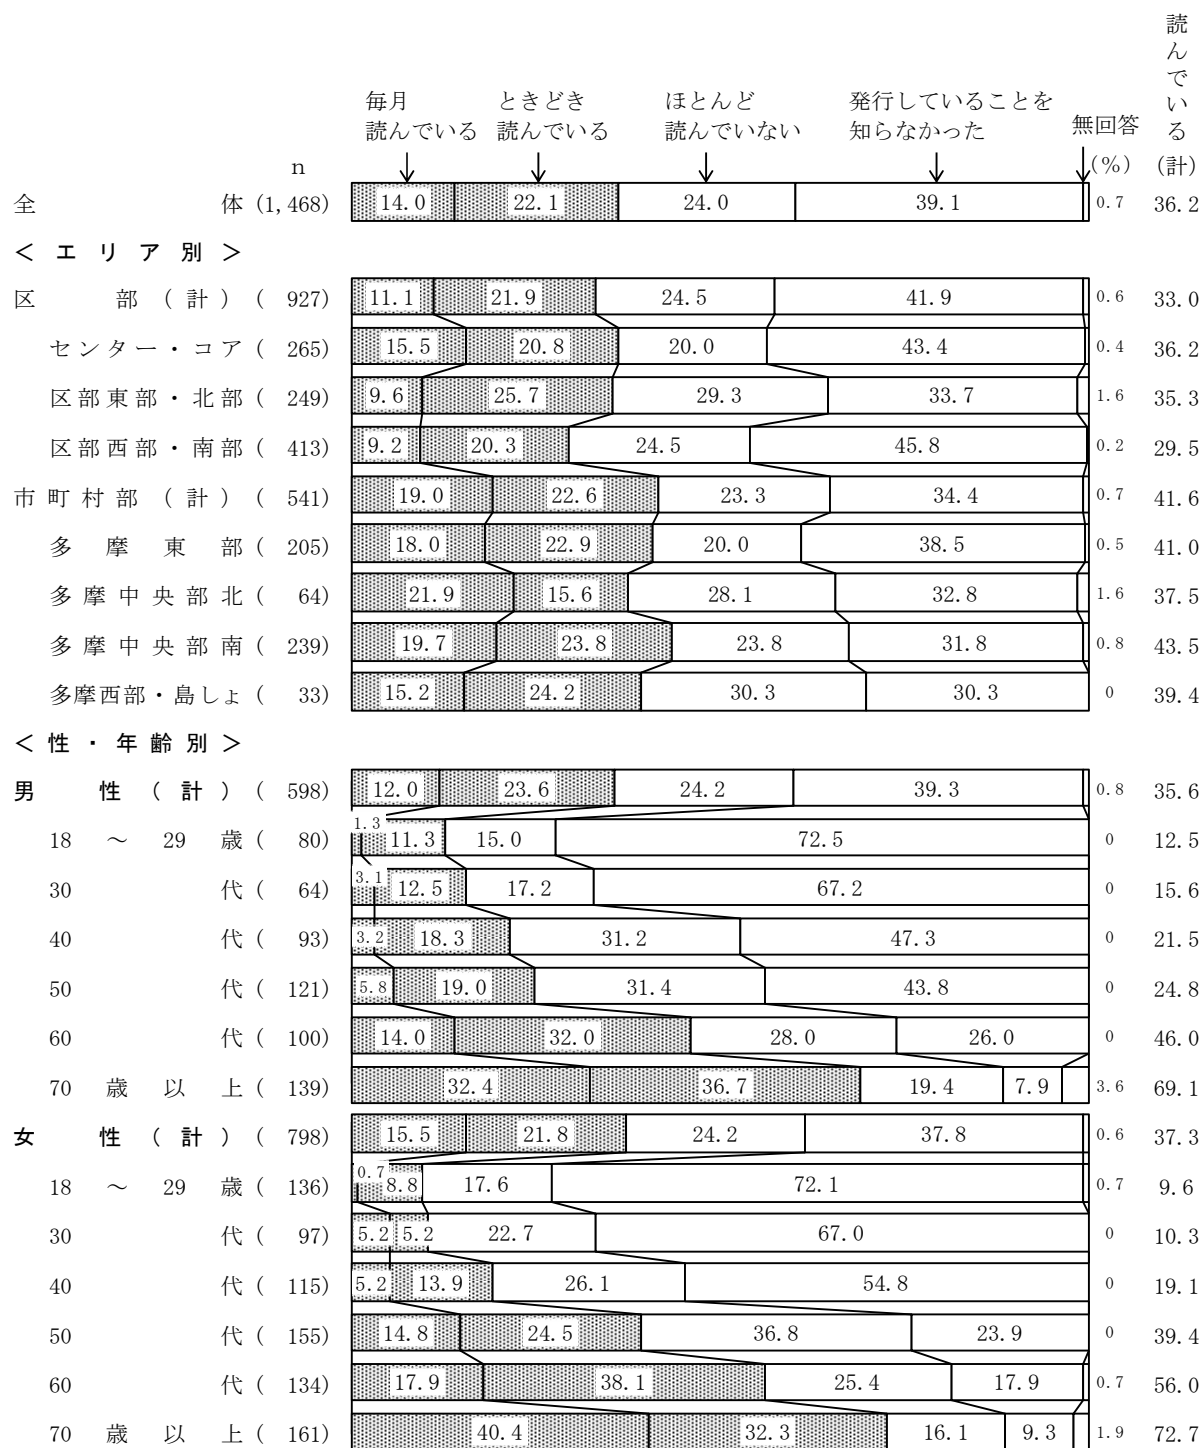 毎月
読んでいる
ときどき
読んでいる
ほとんど
読んでいない
発行していることを
知らなかった
無回答
読んでいる
(計)
n
(%)
全体 (1,468) 14.0 22.1 24.0 39.1 0.7 36.2
＜エリア別＞
区部（計）( 927) 11.1 21.9 24.5 41.9 0.6 33.0
センター・コア( 265) 15.5 20.8 20.0 43.4 0.4 36.2
区部東部・北部( 249) 9.6 25.7 29.3 33.7 1.6 35.3
区部西部・南部( 413) 9.2 20.3 24.5 45.8 0.2 29.5
市町村部（計）( 541) 19.0 22.6 23.3 34.4 0.7 41.6
多摩東部( 205) 18.0 22.9 20.0 38.5 0.5 41.0
多摩中央部北( 64) 21.9 15.6 28.1 32.8 1.6 37.5
多摩中央部南( 239) 19.7 23.8 23.8 31.8 0.8 43.5
多摩西部・島しょ( 33) 15.2 24.2 30.3 30.3 0 39.4
＜性・年齢別＞
男性（計）( 598) 12.0 23.6 24.2 39.3 0.8 35.6
18～29歳( 80) 1.3 11.3 15.0 72.5 0 12.5
30代( 64) 3.1 12.5 17.2 67.2 0 15.6
40代( 93) 3.2 18.3 31.2 47.3 0 21.5
50代( 121) 5.8 19.0 31.4 43.8 0 24.8
60代( 100) 14.0 32.0 28.0 26.0 0 46.0
70歳以上( 139) 32.4 36.7 19.4 7.9 3.6 69.1
女性（計）( 798) 15.5 21.8 24.2 37.8 0.6 37.3
18～29歳( 136) 0.7 8.8 17.6 72.1 0.7 9.6
30代( 97) 5.2 5.2 22.7 67.0 0 10.3
40代( 115) 5.2 13.9 26.1 54.8 0 19.1
50代( 155) 14.8 24.5 36.8 23.9 0 39.4
60代( 134) 17.9 38.1 25.4 17.9 0.7 56.0
70歳以上( 161) 40.4 32.3 16.1 9.3 1.9 72.7